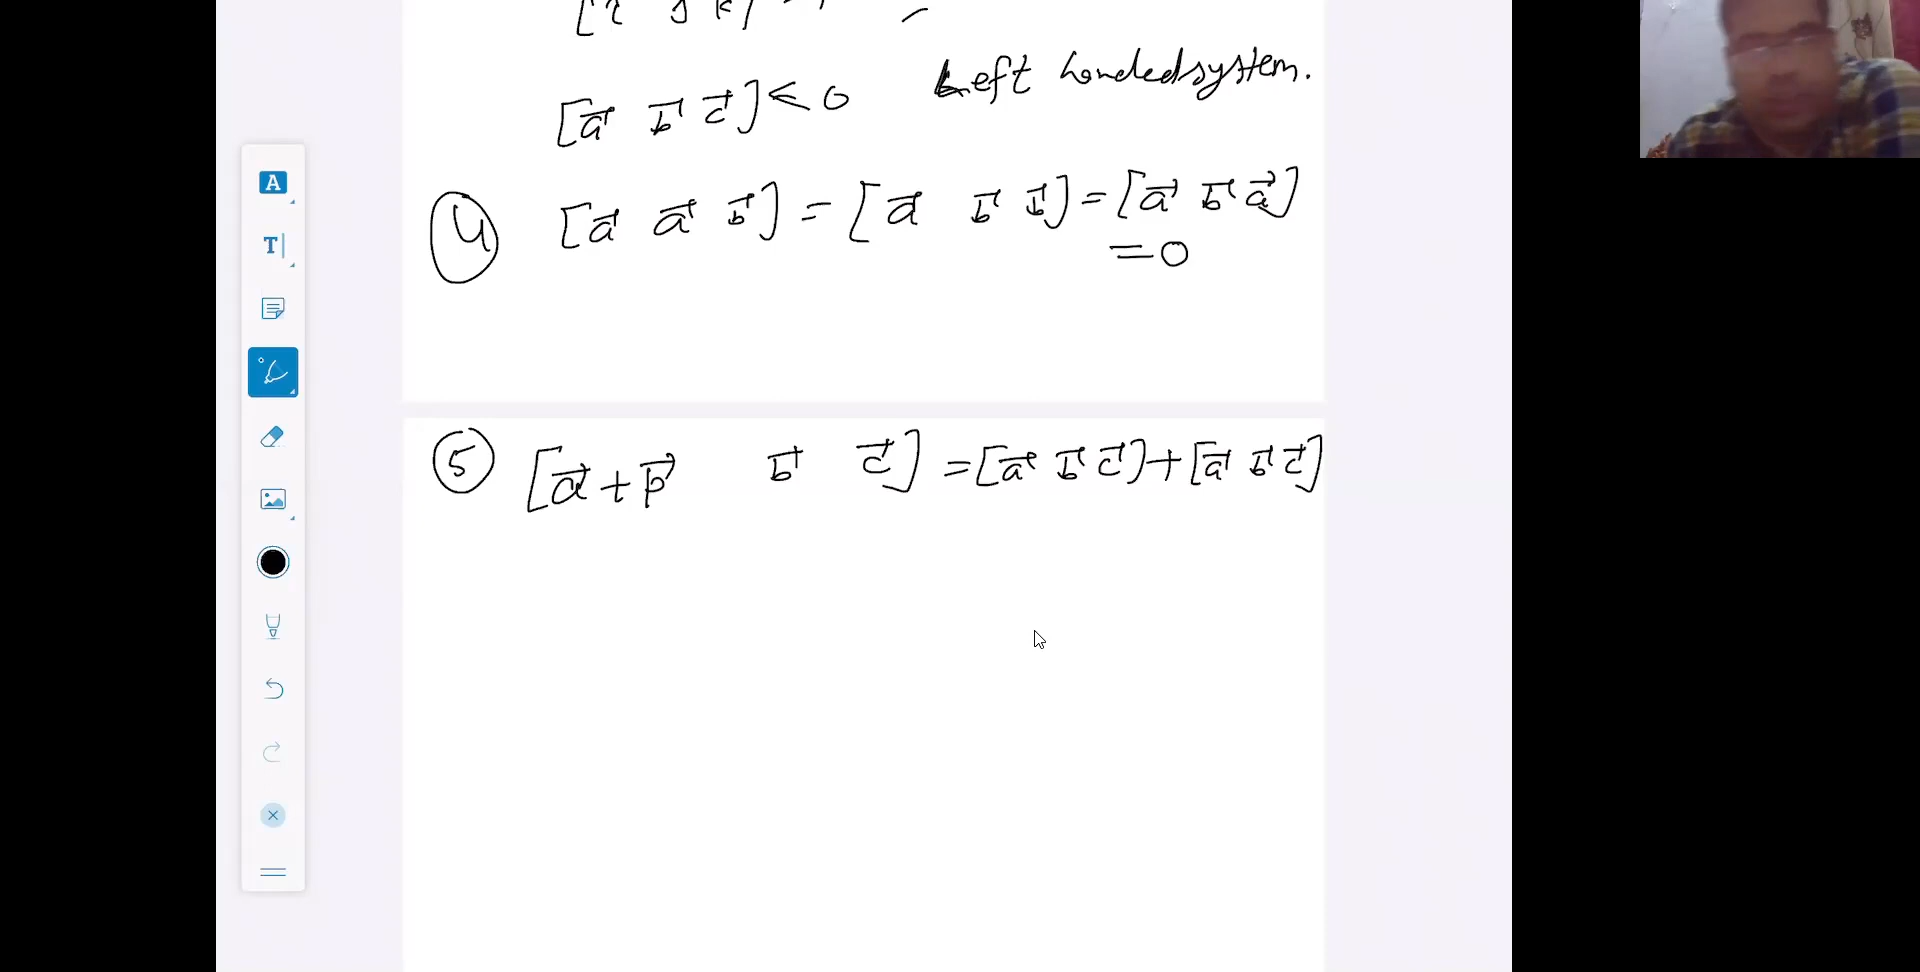 [a⃗ b⃗ c⃗] < 0 Left handed system.
④ [a⃗ a⃗ b⃗] = [a⃗ b⃗ b⃗] = [a⃗ b⃗ a⃗]
= 0
⑤ [a⃗ + p⃗ b⃗ c⃗] = [a⃗ b⃗ c⃗] + [a⃗ b⃗ c⃗]
A
T